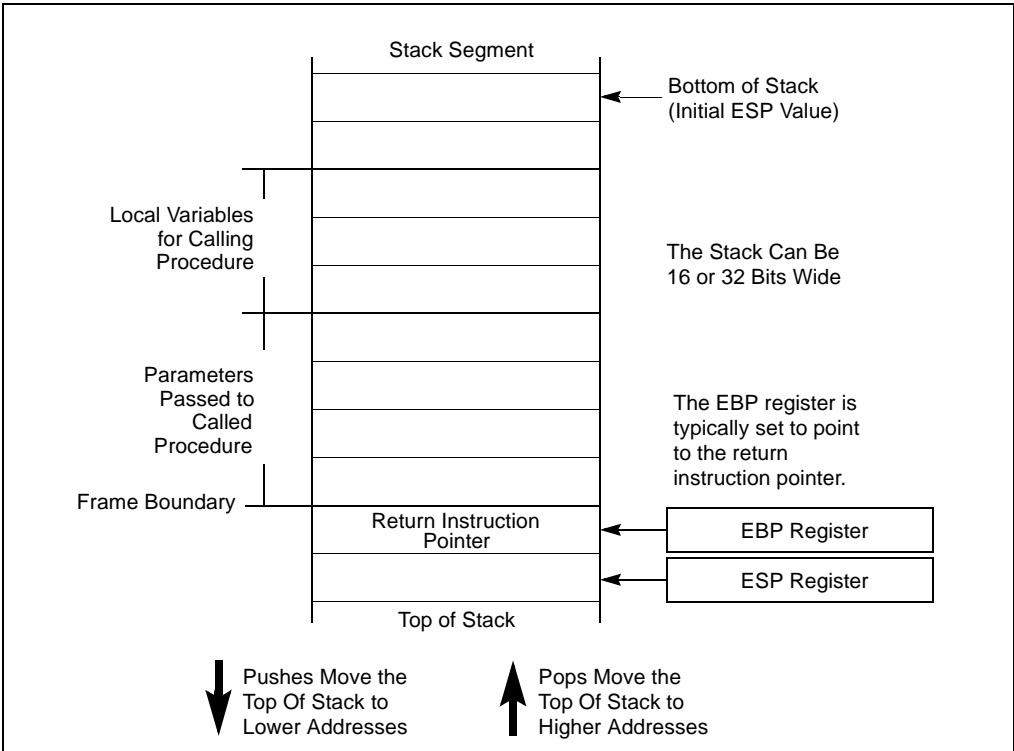 Stack Segment
Bottom of Stack
(Initial ESP Value)
Local Variables
for Calling
Procedure
The Stack Can Be
16 or 32 Bits Wide
Parameters
Passed to
Called
Procedure
The EBP register is
typically set to point
to the return
instruction pointer.
Frame Boundary
Return Instruction
Pointer
EBP Register
ESP Register
Top of Stack
Pushes Move the
Top Of Stack to
Lower Addresses
Pops Move the
Top Of Stack to
Higher Addresses